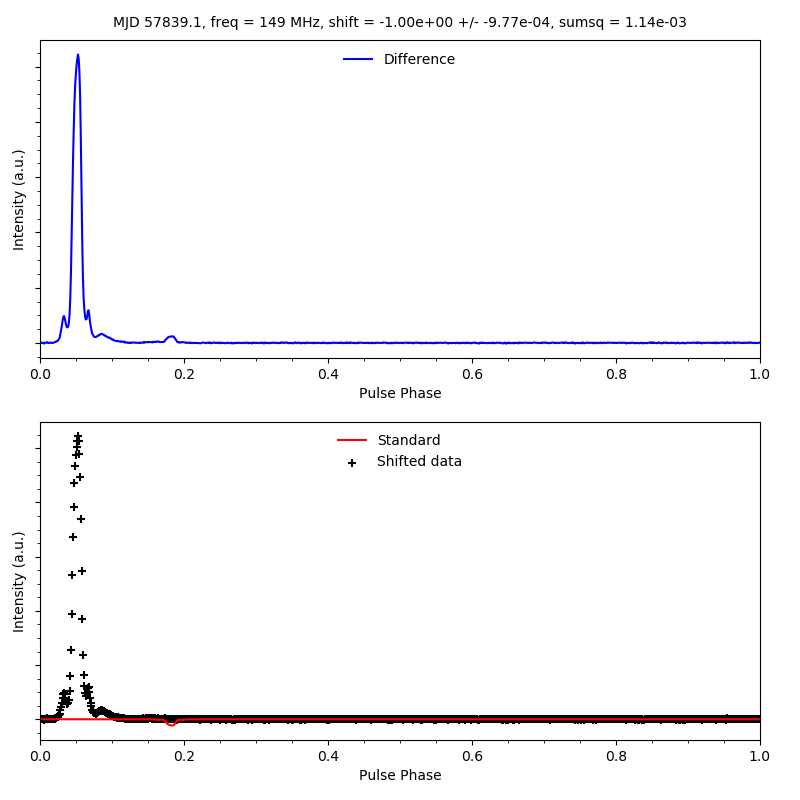 MJD 57839.1, freq = 149 MHz, shift = -1.00e+00 +/- -9.77e-04, sumsq = 1.14e-03
Difference
Intensity (a.u.)
0.0 0.2 0.4 0.6 0.8 1.0
Pulse Phase
Standard
Shifted data
Intensity (a.u.)
0.0 0.2 0.4 0.6 0.8 1.0
Pulse Phase